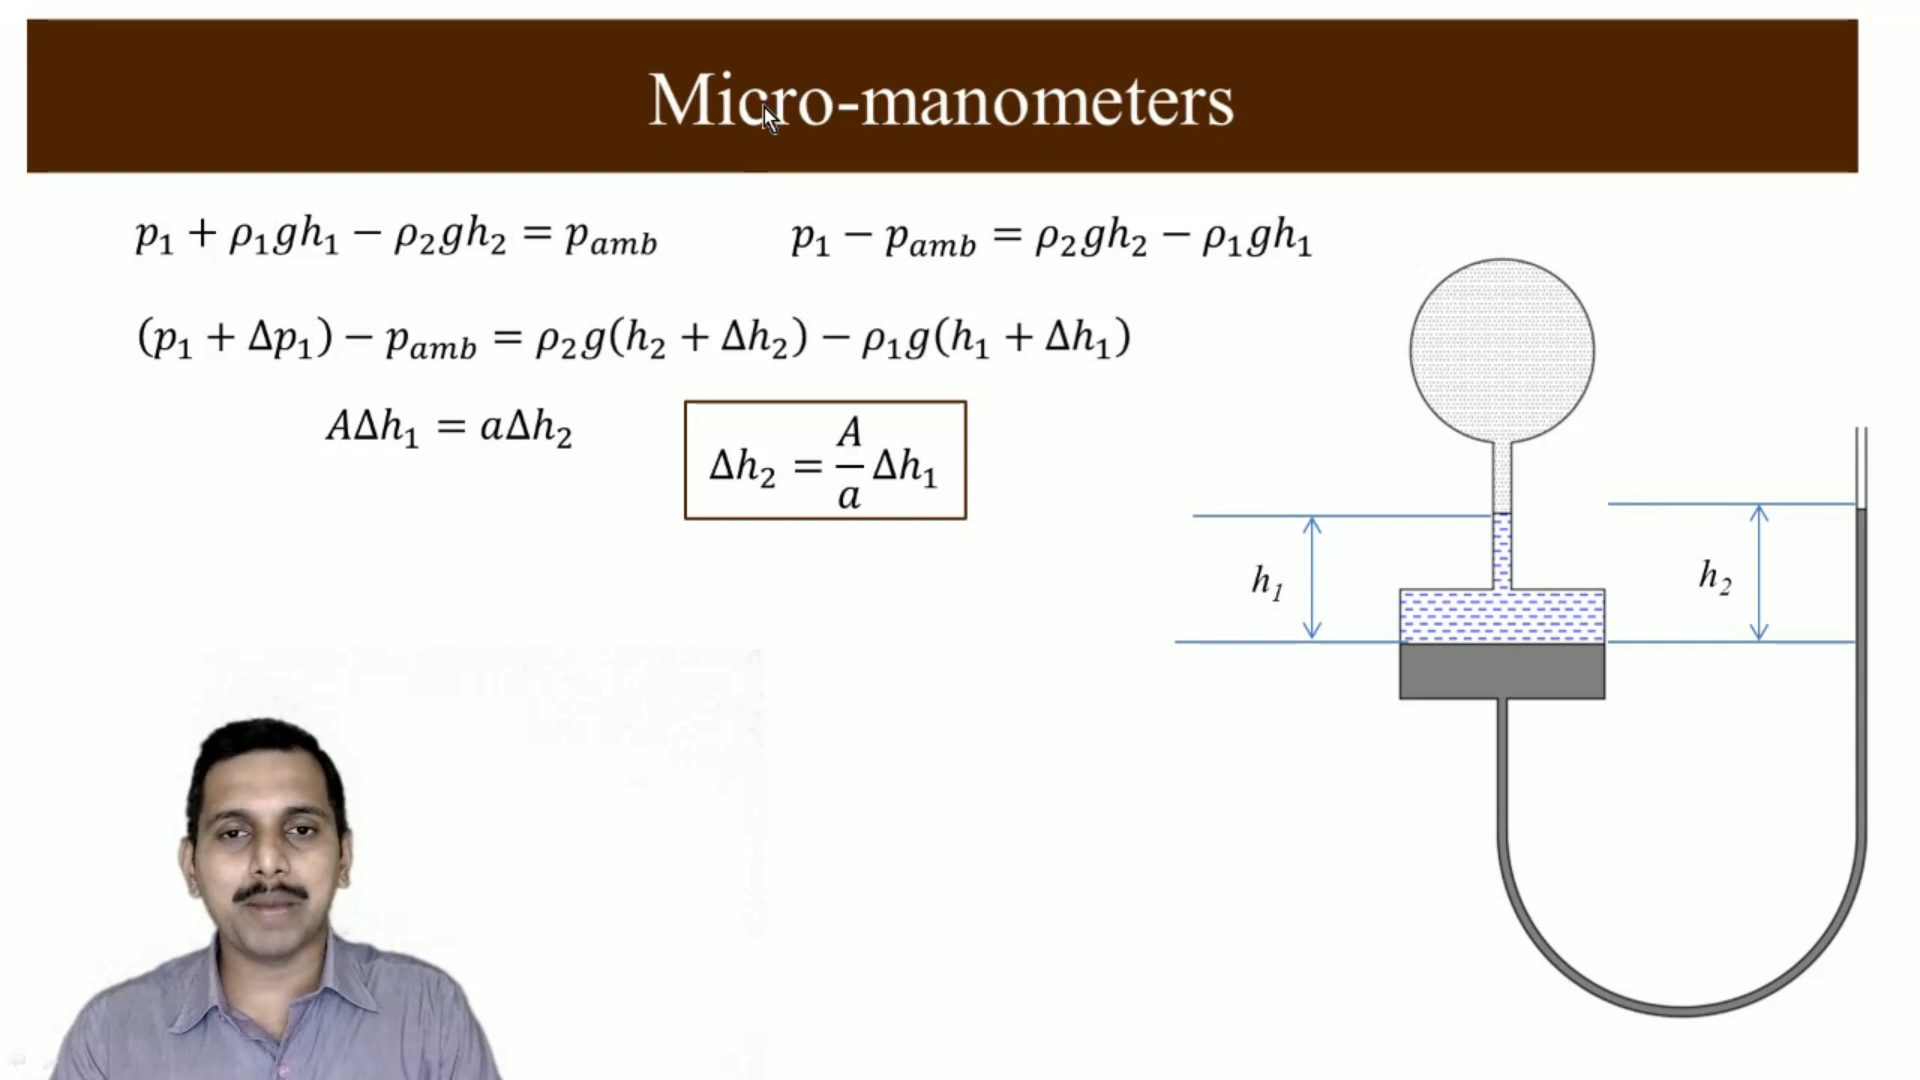 Micro-manometers
p₁ + ρ₁gh₁ − ρ₂gh₂ = p_amb
p₁ − p_amb = ρ₂gh₂ − ρ₁gh₁
(p₁ + Δp₁) − p_amb = ρ₂g(h₂ + Δh₂) − ρ₁g(h₁ + Δh₁)
AΔh₁ = aΔh₂
Δh₂ = A/a Δh₁
h₁
h₂